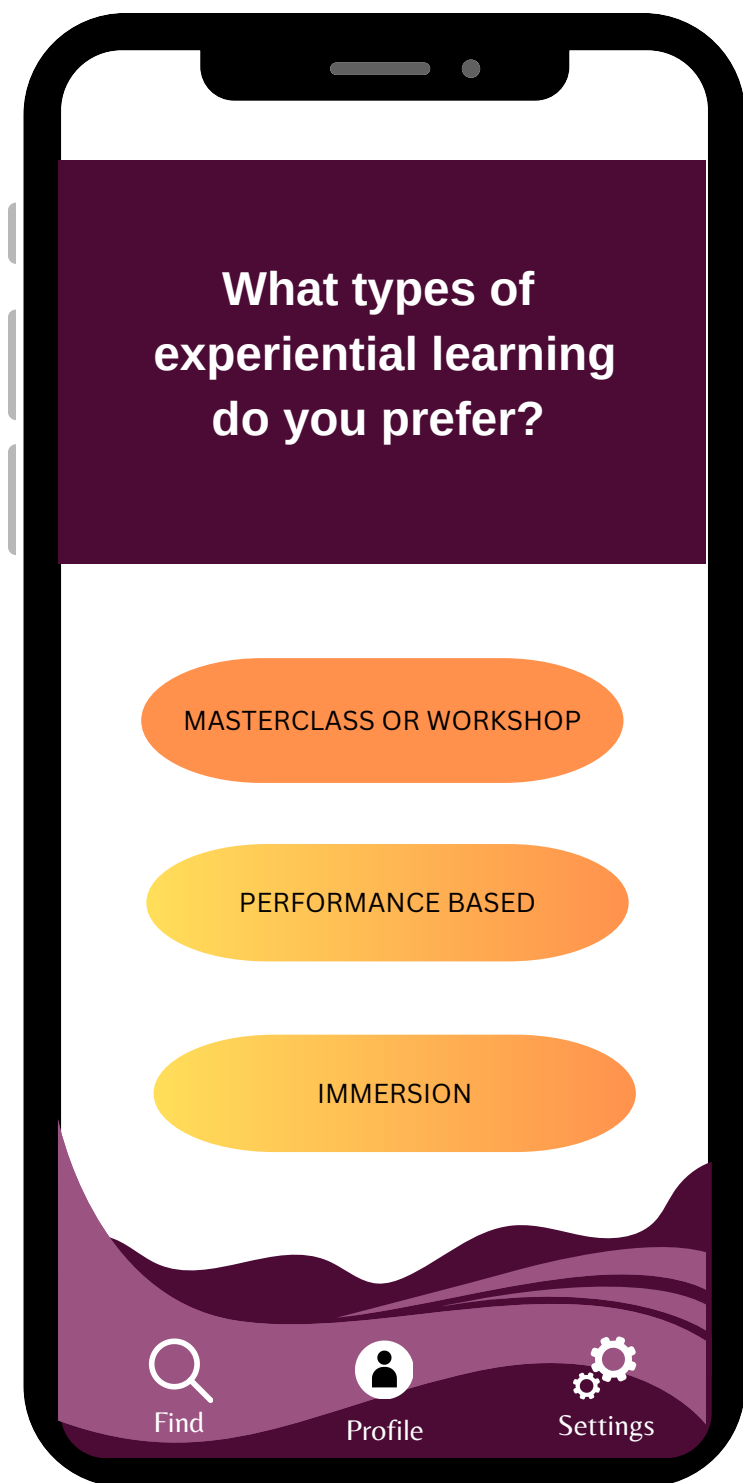 What types of
experiential learning
do you prefer?
MASTERCLASS OR WORKSHOP
PERFORMANCE BASED
IMMERSION
Find
Profile
Settings